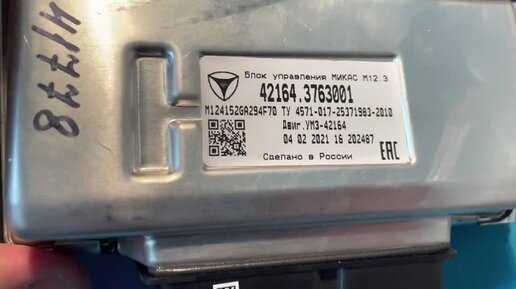 41778
Блок управления МИКАС М12.3
42164.3763001
M124152GA294F70 ТУ 4571-017-25371983-2010
Двиг.УМЗ-42164
04 02 2021 16 202487
Сделано в России
ЕАС